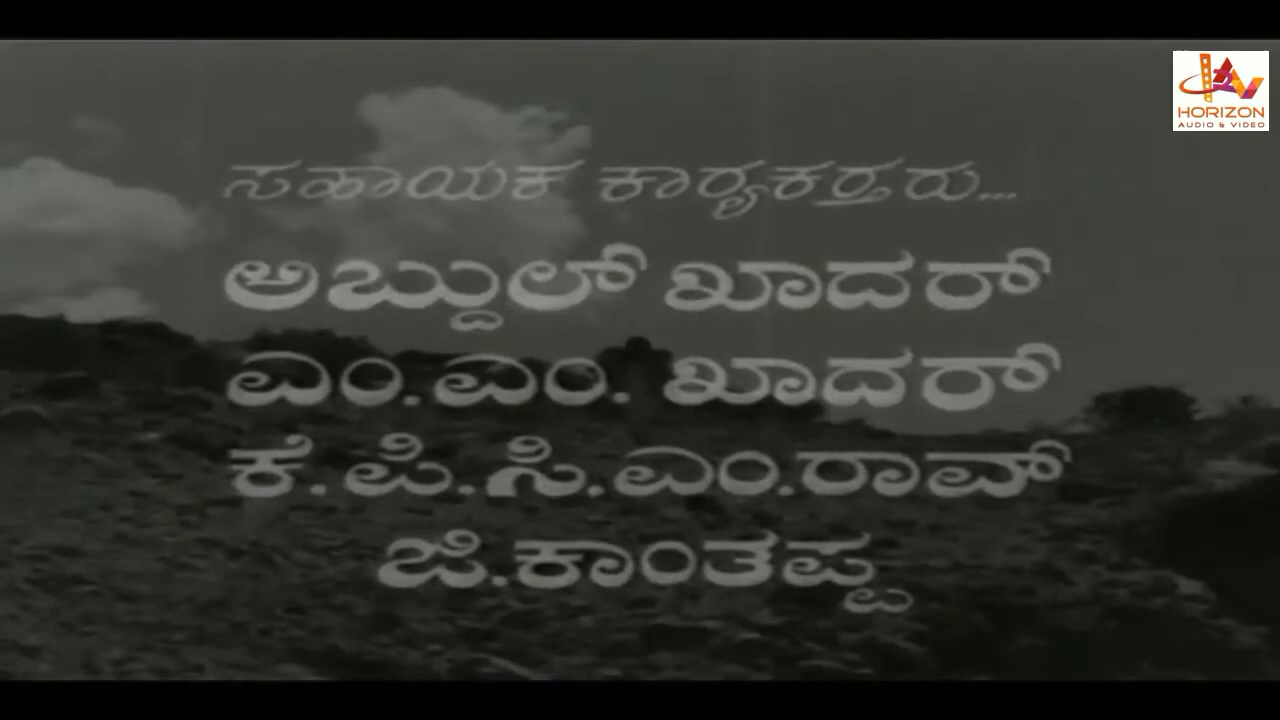 HORIZON
AUDIO & VIDEO
ಸಹಾಯಕ ಕಾರ್ಯಕರ್ತರು...
ಅಬ್ದುಲ್ ಖಾದರ್
ಎಂ.ಎಂ. ಖಾದರ್
ಕೆ.ಪಿ.ಸಿ.ಎಂ.ರಾವ್
ಜಿ.ಕಾಂತಪ್ಪ